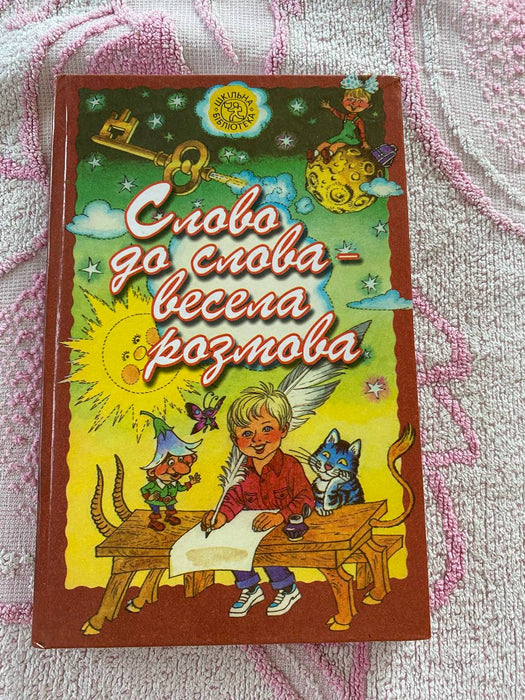 ШКІЛЬНА
БІБЛІОТЕКА
Слово
до слова –
весела
розмова